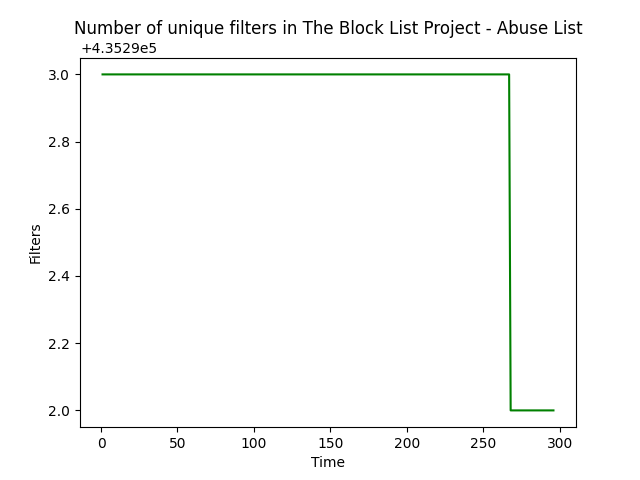 Number of unique filters in The Block List Project - Abuse List
+4.3529e5
3.0
2.8
2.6
2.4
2.2
2.0
Filters
0 50 100 150 200 250 300
Time